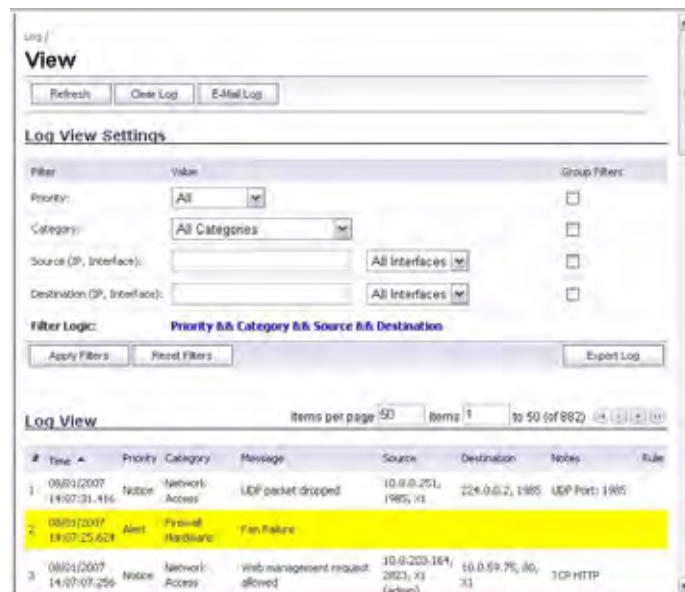 Log /
View
Refresh Clear Log E-Mail Log
Log View Settings
Filter Value Group Filters
Priority: All
Category: All Categories
Source (IP, Interface): All Interfaces
Destination (IP, Interface): All Interfaces
Filter Logic: Priority && Category && Source && Destination
Apply Filters Reset Filters Export Log
Log View Items per page 50 Items 1 to 50 (of 882)
# Time Priority Category Message Source Destination Notes Rule
1 08/01/2007 14:07:31.416 Notice Network Access UDP packet dropped 10.0.0.251, 1985, X1 224.0.0.2, 1985 UDP Port: 1985
2 08/01/2007 14:07:25.624 Alert Firewall Hardware Fan Failure
3 08/01/2007 14:07:07.256 Notice Network Access Web management request allowed 10.0.203.164, 2823, X1 (admin) 10.0.59.75, 80, X1 TCP HTTP